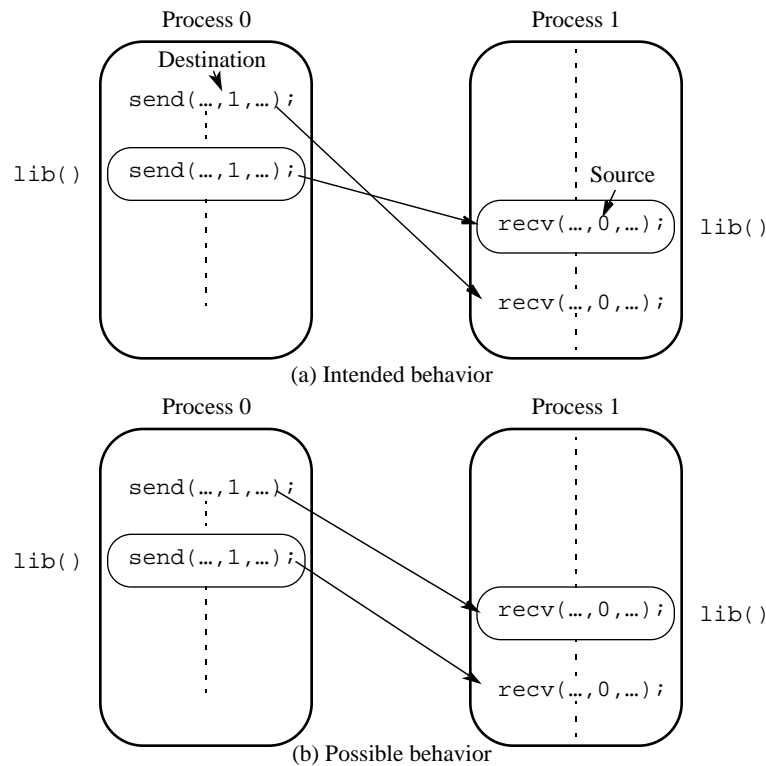 Process 0 Process 1
Destination
send(…,1,…);
lib() send(…,1,…);
Source
recv(…,0,…); lib()
recv(…,0,…);
(a) Intended behavior
Process 0 Process 1
send(…,1,…);
lib() send(…,1,…);
recv(…,0,…); lib()
recv(…,0,…);
(b) Possible behavior